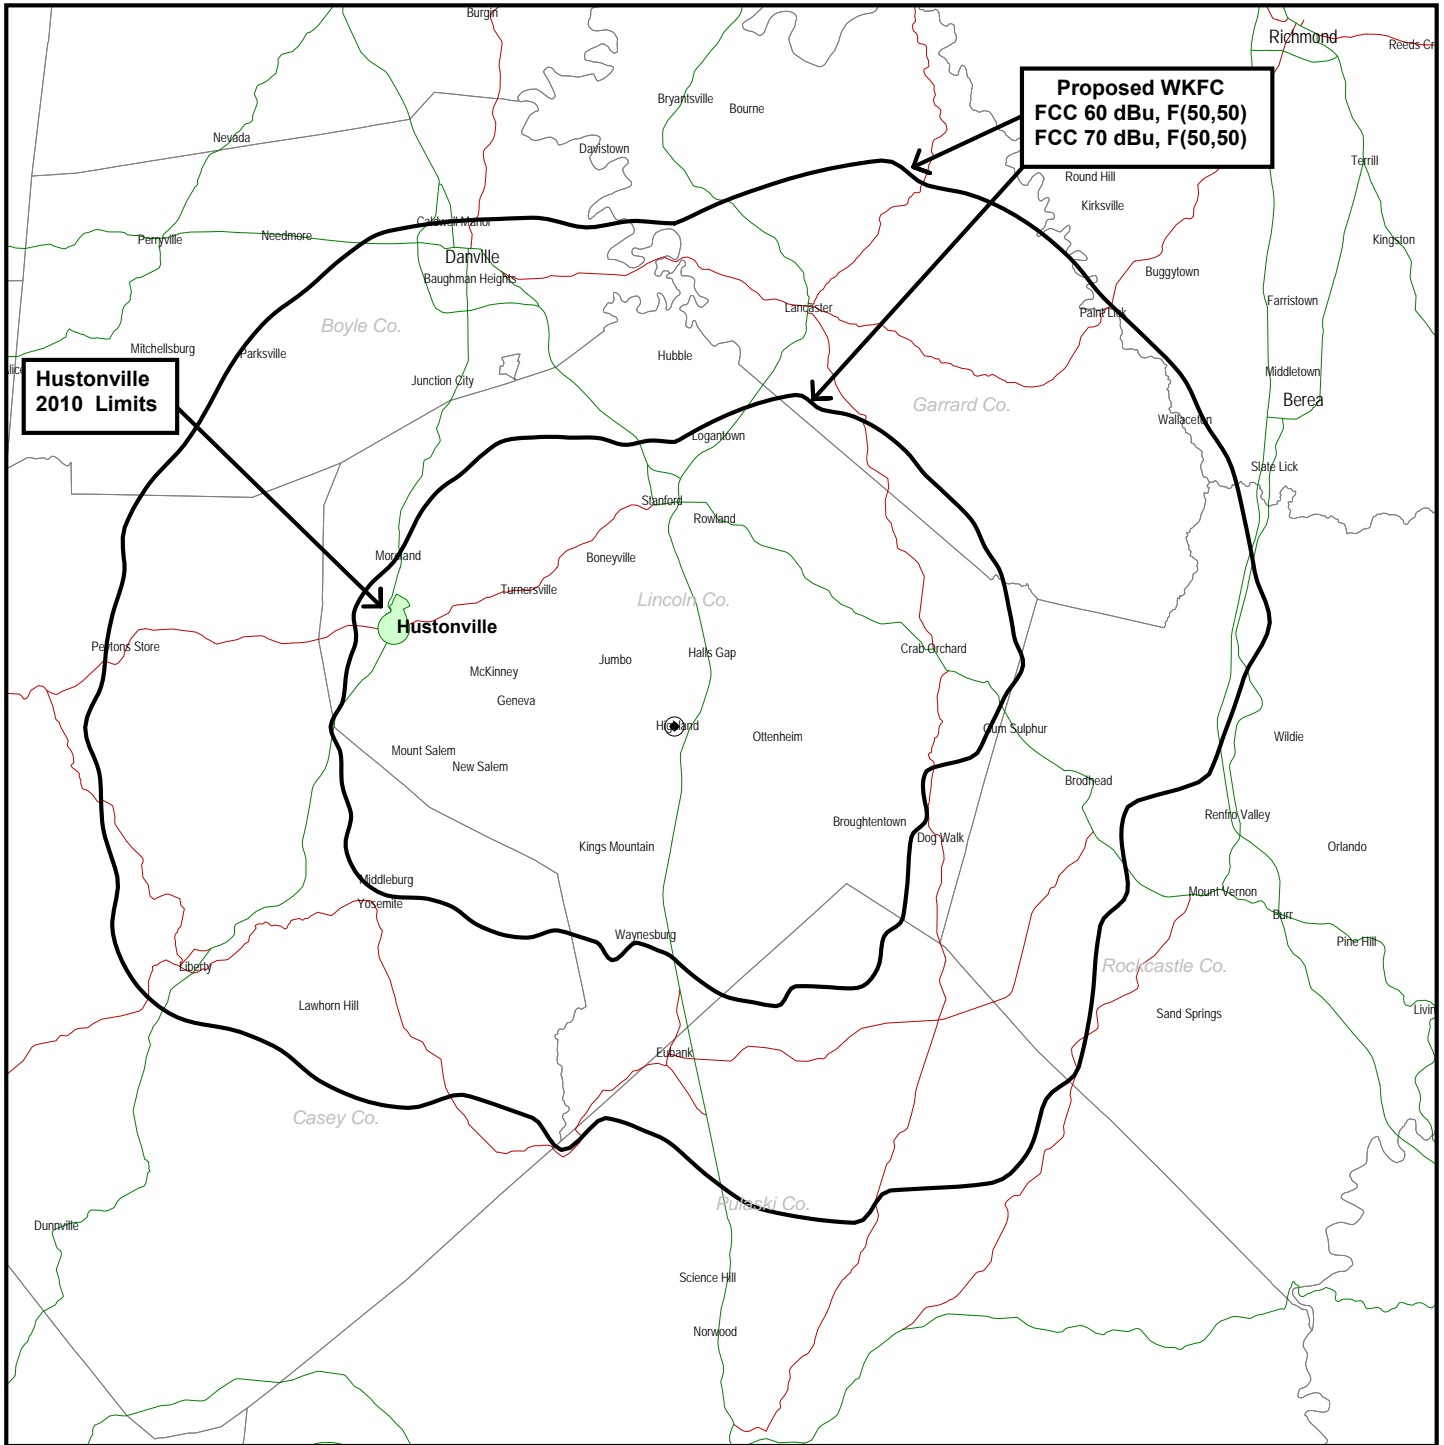 Burgin
Richmond
Reeds Cr
Proposed WKFC
FCC 60 dBu, F(50,50)
FCC 70 dBu, F(50,50)
Bryantsville
Bourne
Nevada
Davistown
Terrill
Round Hill
Kirksville
Caldwell Manor
Perryville
Needmore
Kingston
Danville
Baughman Heights
Buggytown
Farristown
Lancaster
Paint Lick
Boyle Co.
Mitchellsburg
Parksville
Hubble
Alice
Middletown
Junction City
Hustonville
2010 Limits
Berea
Garrard Co.
Wallaceton
Logantown
Slate Lick
Stanford
Rowland
Moreland
Boneyville
Turnersville
Lincoln Co.
Hustonville
Peytons Store
Crab Orchard
Halls Gap
Jumbo
McKinney
Geneva
Highland
Gum Sulphur
Ottenheim
Wildie
Mount Salem
New Salem
Brodhead
Renfro Valley
Broughtentown
Dog Walk
Kings Mountain
Orlando
Middleburg
Mount Vernon
Yosemite
Burr
Waynesburg
Pine Hill
Liberty
Rockcastle Co.
Lawhorn Hill
Livin
Sand Springs
Eubank
Casey Co.
Pulaski Co.
Dunnville
Science Hill
Norwood